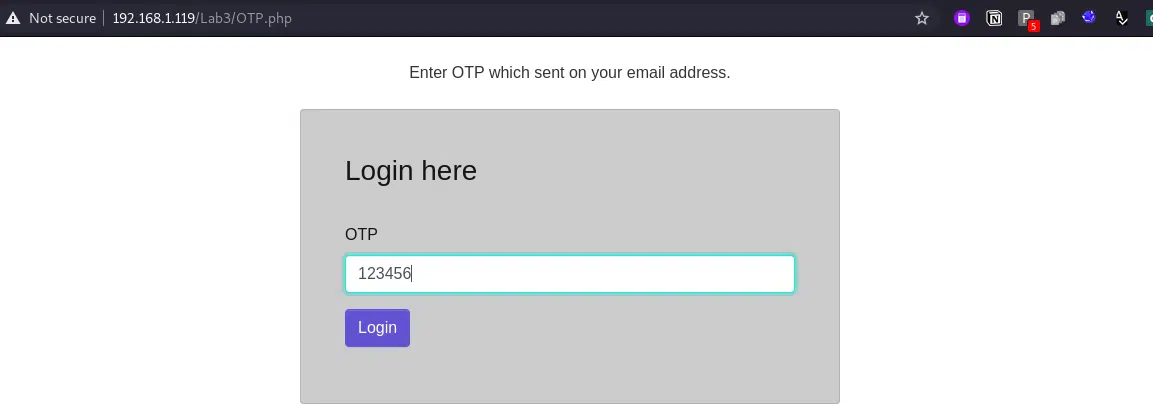 Not secure 192.168.1.119/Lab3/OTP.php
5
Enter OTP which sent on your email address.
Login here
OTP
123456
Login